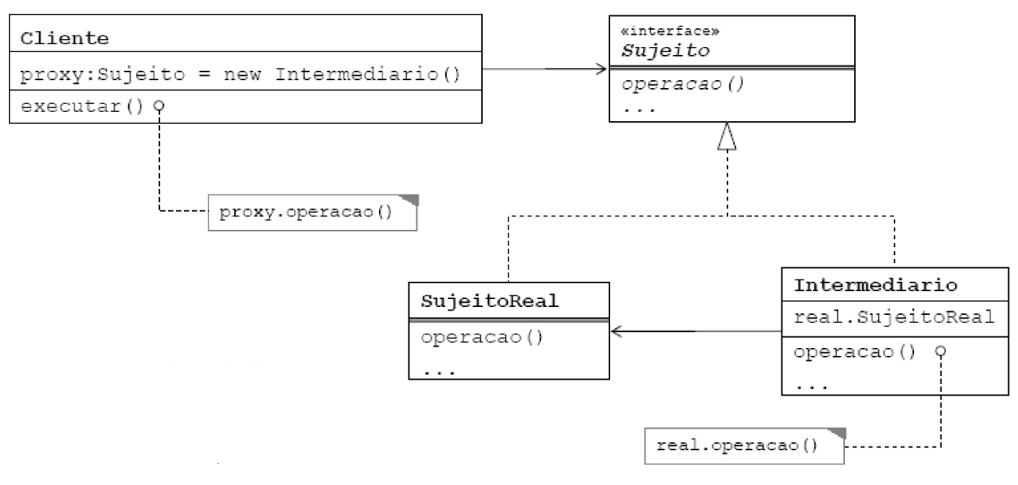 Cliente
proxy:Sujeito = new Intermediario()
executar()
«interface»
Sujeito
operacao()
...
proxy.operacao()
SujeitoReal
operacao()
...
Intermediario
real.SujeitoReal
operacao()
...
real.operacao()